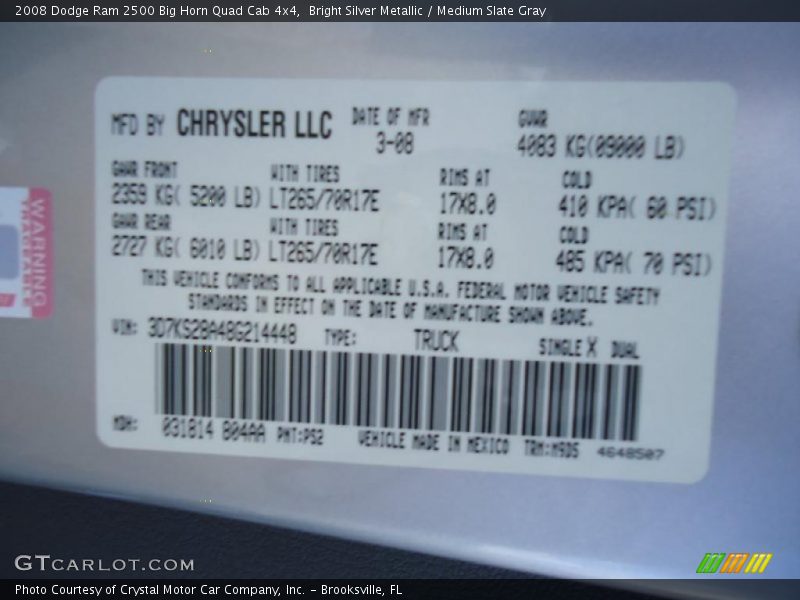 2008 Dodge Ram 2500 Big Horn Quad Cab 4x4,  Bright Silver Metallic / Medium Slate Gray
MFD BY CHRYSLER LLC DATE OF MFR GVWR
3-08 4083 KG(09000 LB)
GAWR FRONT WITH TIRES RIMS AT COLD
2359 KG( 5200 LB) LT265/70R17E 17X8.0 410 KPA( 60 PSI)
GAWR REAR WITH TIRES RIMS AT COLD
2727 KG( 6010 LB) LT265/70R17E 17X8.0 485 KPA( 70 PSI)
THIS VEHICLE CONFORMS TO ALL APPLICABLE U.S.A. FEDERAL MOTOR VEHICLE SAFETY
STANDARDS IN EFFECT ON THE DATE OF MANUFACTURE SHOWN ABOVE.
VIN: 3D7KS28A48G214448 TYPE: TRUCK SINGLE X DUAL
MDH: 031814 804AA PNT:PS2 VEHICLE MADE IN MEXICO TRM:M9D5 4648507
WARNING
GTCARLOT.COM
Photo Courtesy of Crystal Motor Car Company, Inc. – Brooksville, FL